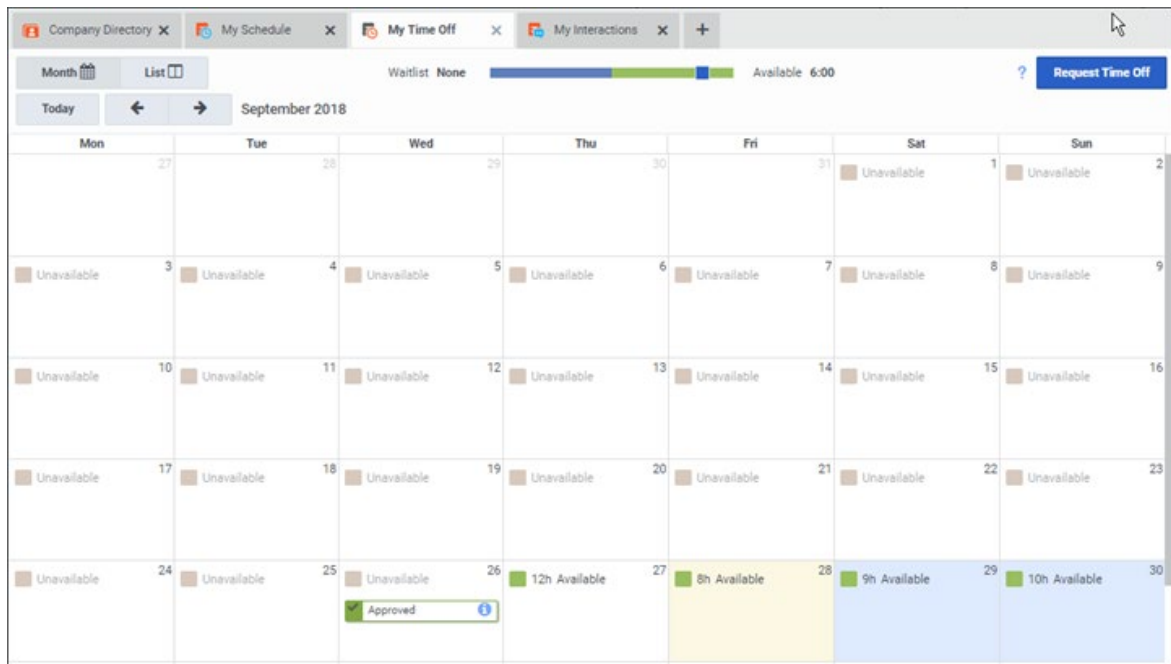 Company Directory My Schedule My Time Off My Interactions
Month List Waitlist None Available 6:00 ? Request Time Off
Today September 2018
Mon Tue Wed Thu Fri Sat Sun
27 28 29 30 31 Unavailable 1 Unavailable 2
Unavailable 3 Unavailable 4 Unavailable 5 Unavailable 6 Unavailable 7 Unavailable 8 Unavailable 9
Unavailable 10 Unavailable 11 Unavailable 12 Unavailable 13 Unavailable 14 Unavailable 15 Unavailable 16
Unavailable 17 Unavailable 18 Unavailable 19 Unavailable 20 Unavailable 21 Unavailable 22 Unavailable 23
Unavailable 24 Unavailable 25 Unavailable 26 12h Available 27 8h Available 28 9h Available 29 10h Available 30
Approved